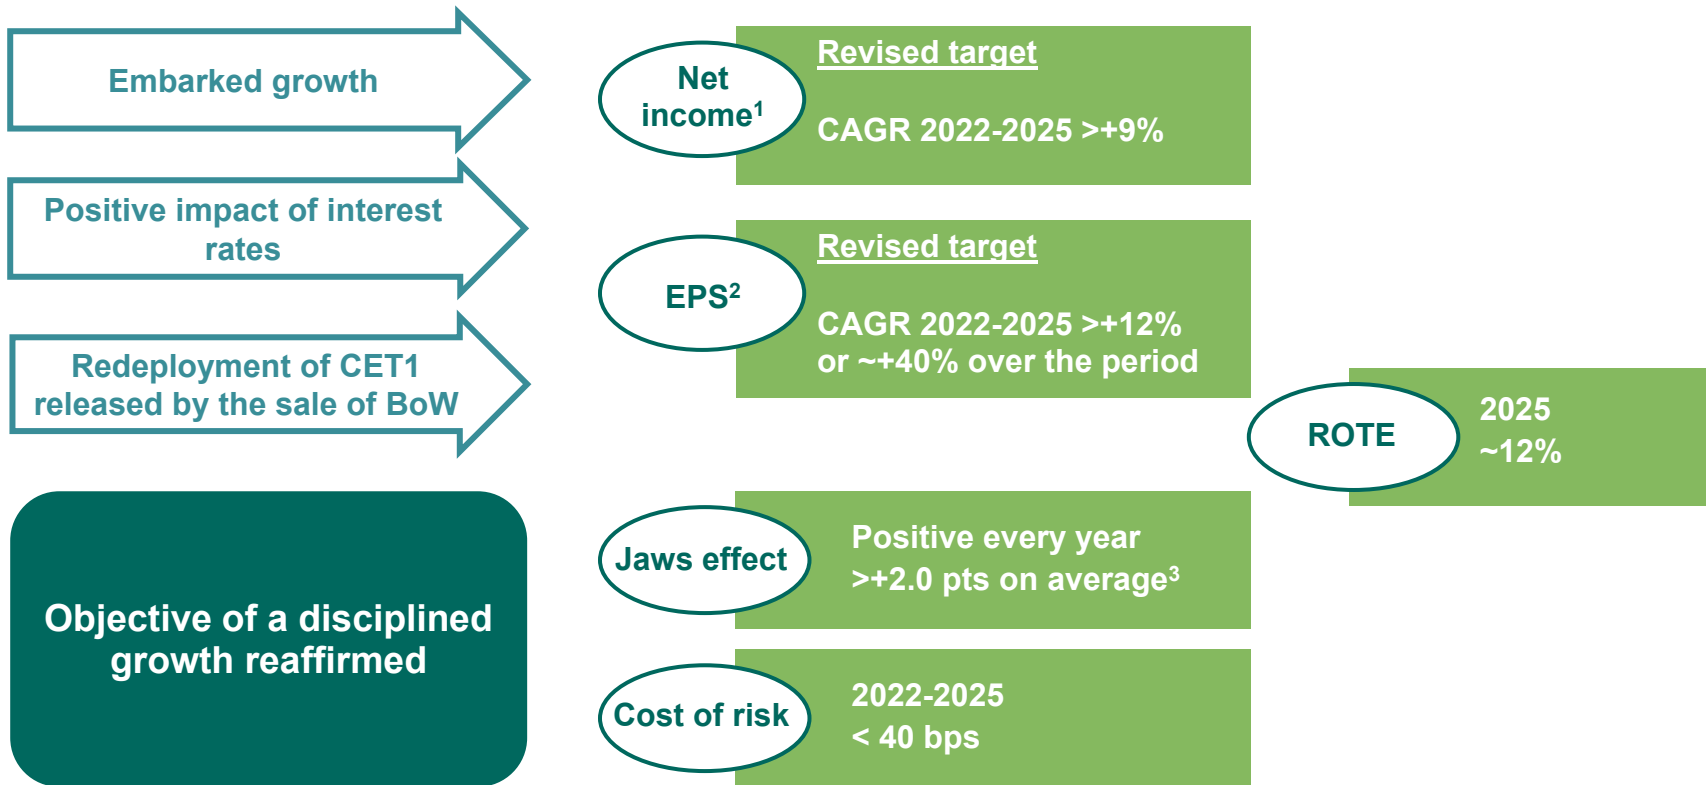 Embarked growth
Positive impact of interest
rates
Redeployment of CET1
released by the sale of BoW
Objective of a disciplined
growth reaffirmed
Net
income¹
Revised target
CAGR 2022-2025 >+9%
EPS²
Revised target
CAGR 2022-2025 >+12%
or ~+40% over the period
Jaws effect
Positive every year
>+2.0 pts on average³
Cost of risk
2022-2025
< 40 bps
ROTE
2025
~12%